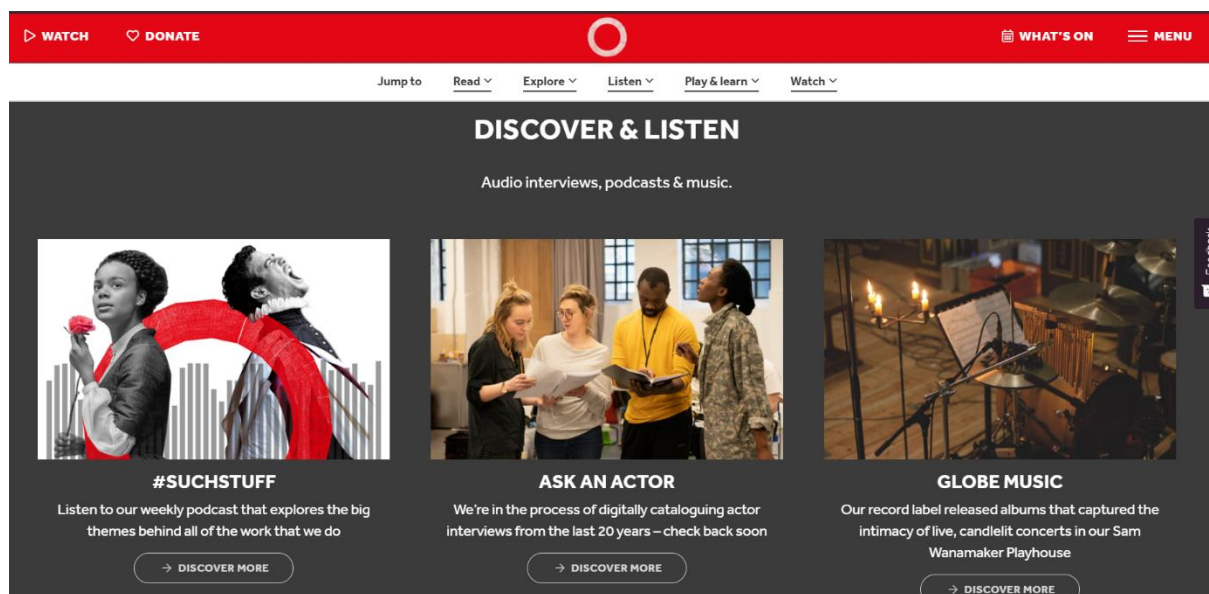 WATCH
DONATE
WHAT'S ON
MENU
Jump to
Read
Explore
Listen
Play & learn
Watch
DISCOVER & LISTEN
Audio interviews, podcasts & music.
#SUCHSTUFF
Listen to our weekly podcast that explores the big
themes behind all of the work that we do
→ DISCOVER MORE
ASK AN ACTOR
We're in the process of digitally cataloguing actor
interviews from the last 20 years – check back soon
→ DISCOVER MORE
GLOBE MUSIC
Our record label released albums that captured the
intimacy of live, candlelit concerts in our Sam
Wanamaker Playhouse
→ DISCOVER MORE